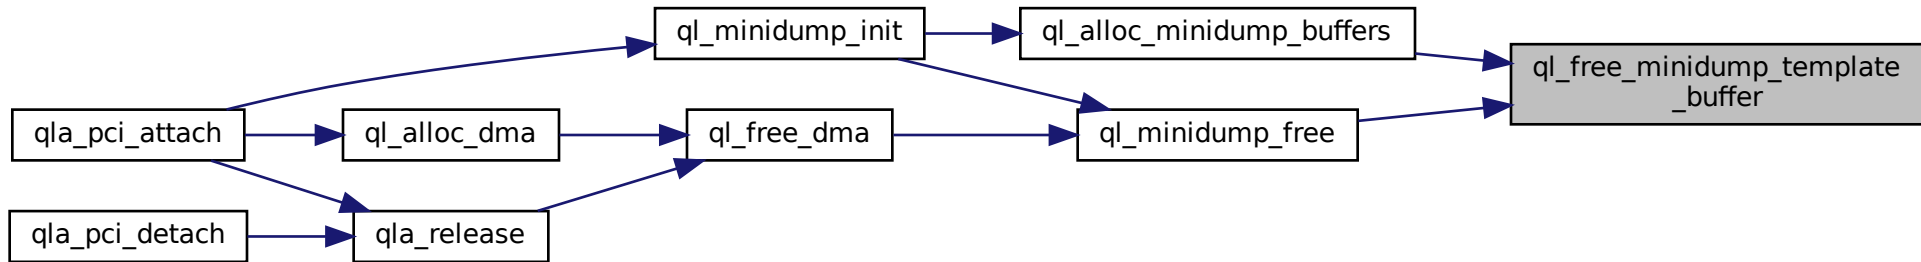 ql_minidump_init
ql_alloc_minidump_buffers
ql_free_minidump_template
_buffer
qla_pci_attach
ql_alloc_dma
ql_free_dma
ql_minidump_free
qla_pci_detach
qla_release